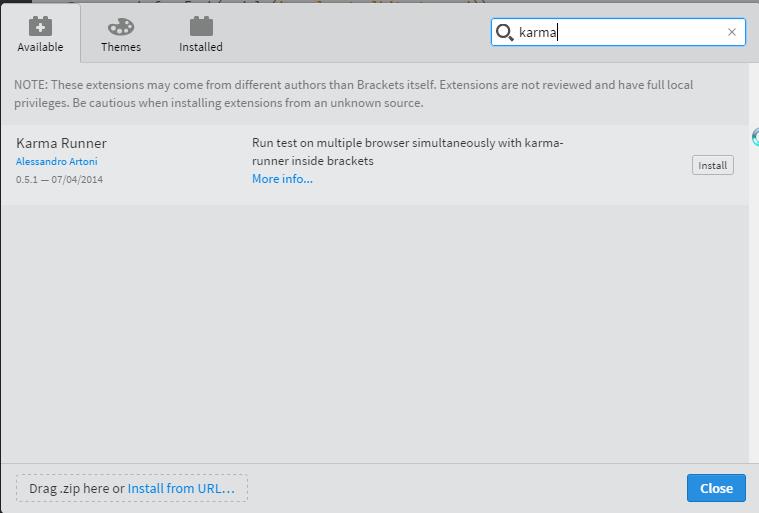 Available
Themes
Installed
karma
NOTE: These extensions may come from different authors than Brackets itself. Extensions are not reviewed and have full local
privileges. Be cautious when installing extensions from an unknown source.
Karma Runner
Alessandro Artoni
0.5.1 — 07/04/2014
Run test on multiple browser simultaneously with karma-
runner inside brackets
More info...
Install
Drag .zip here or Install from URL...
Close